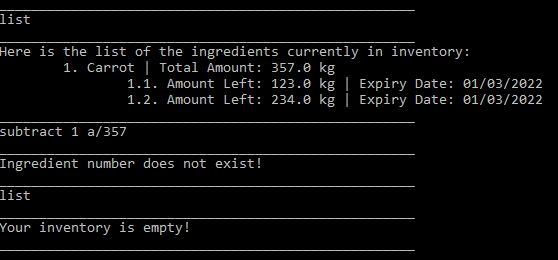 list
Here is the list of the ingredients currently in inventory:
1. Carrot | Total Amount: 357.0 kg
1.1. Amount Left: 123.0 kg | Expiry Date: 01/03/2022
1.2. Amount Left: 234.0 kg | Expiry Date: 01/03/2022
subtract 1 a/357
Ingredient number does not exist!
list
Your inventory is empty!